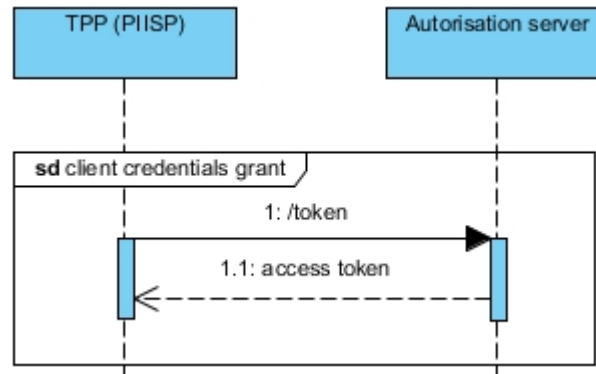 TPP (PIISP)
Autorisation server
sd client credentials grant
1: /token
1.1: access token